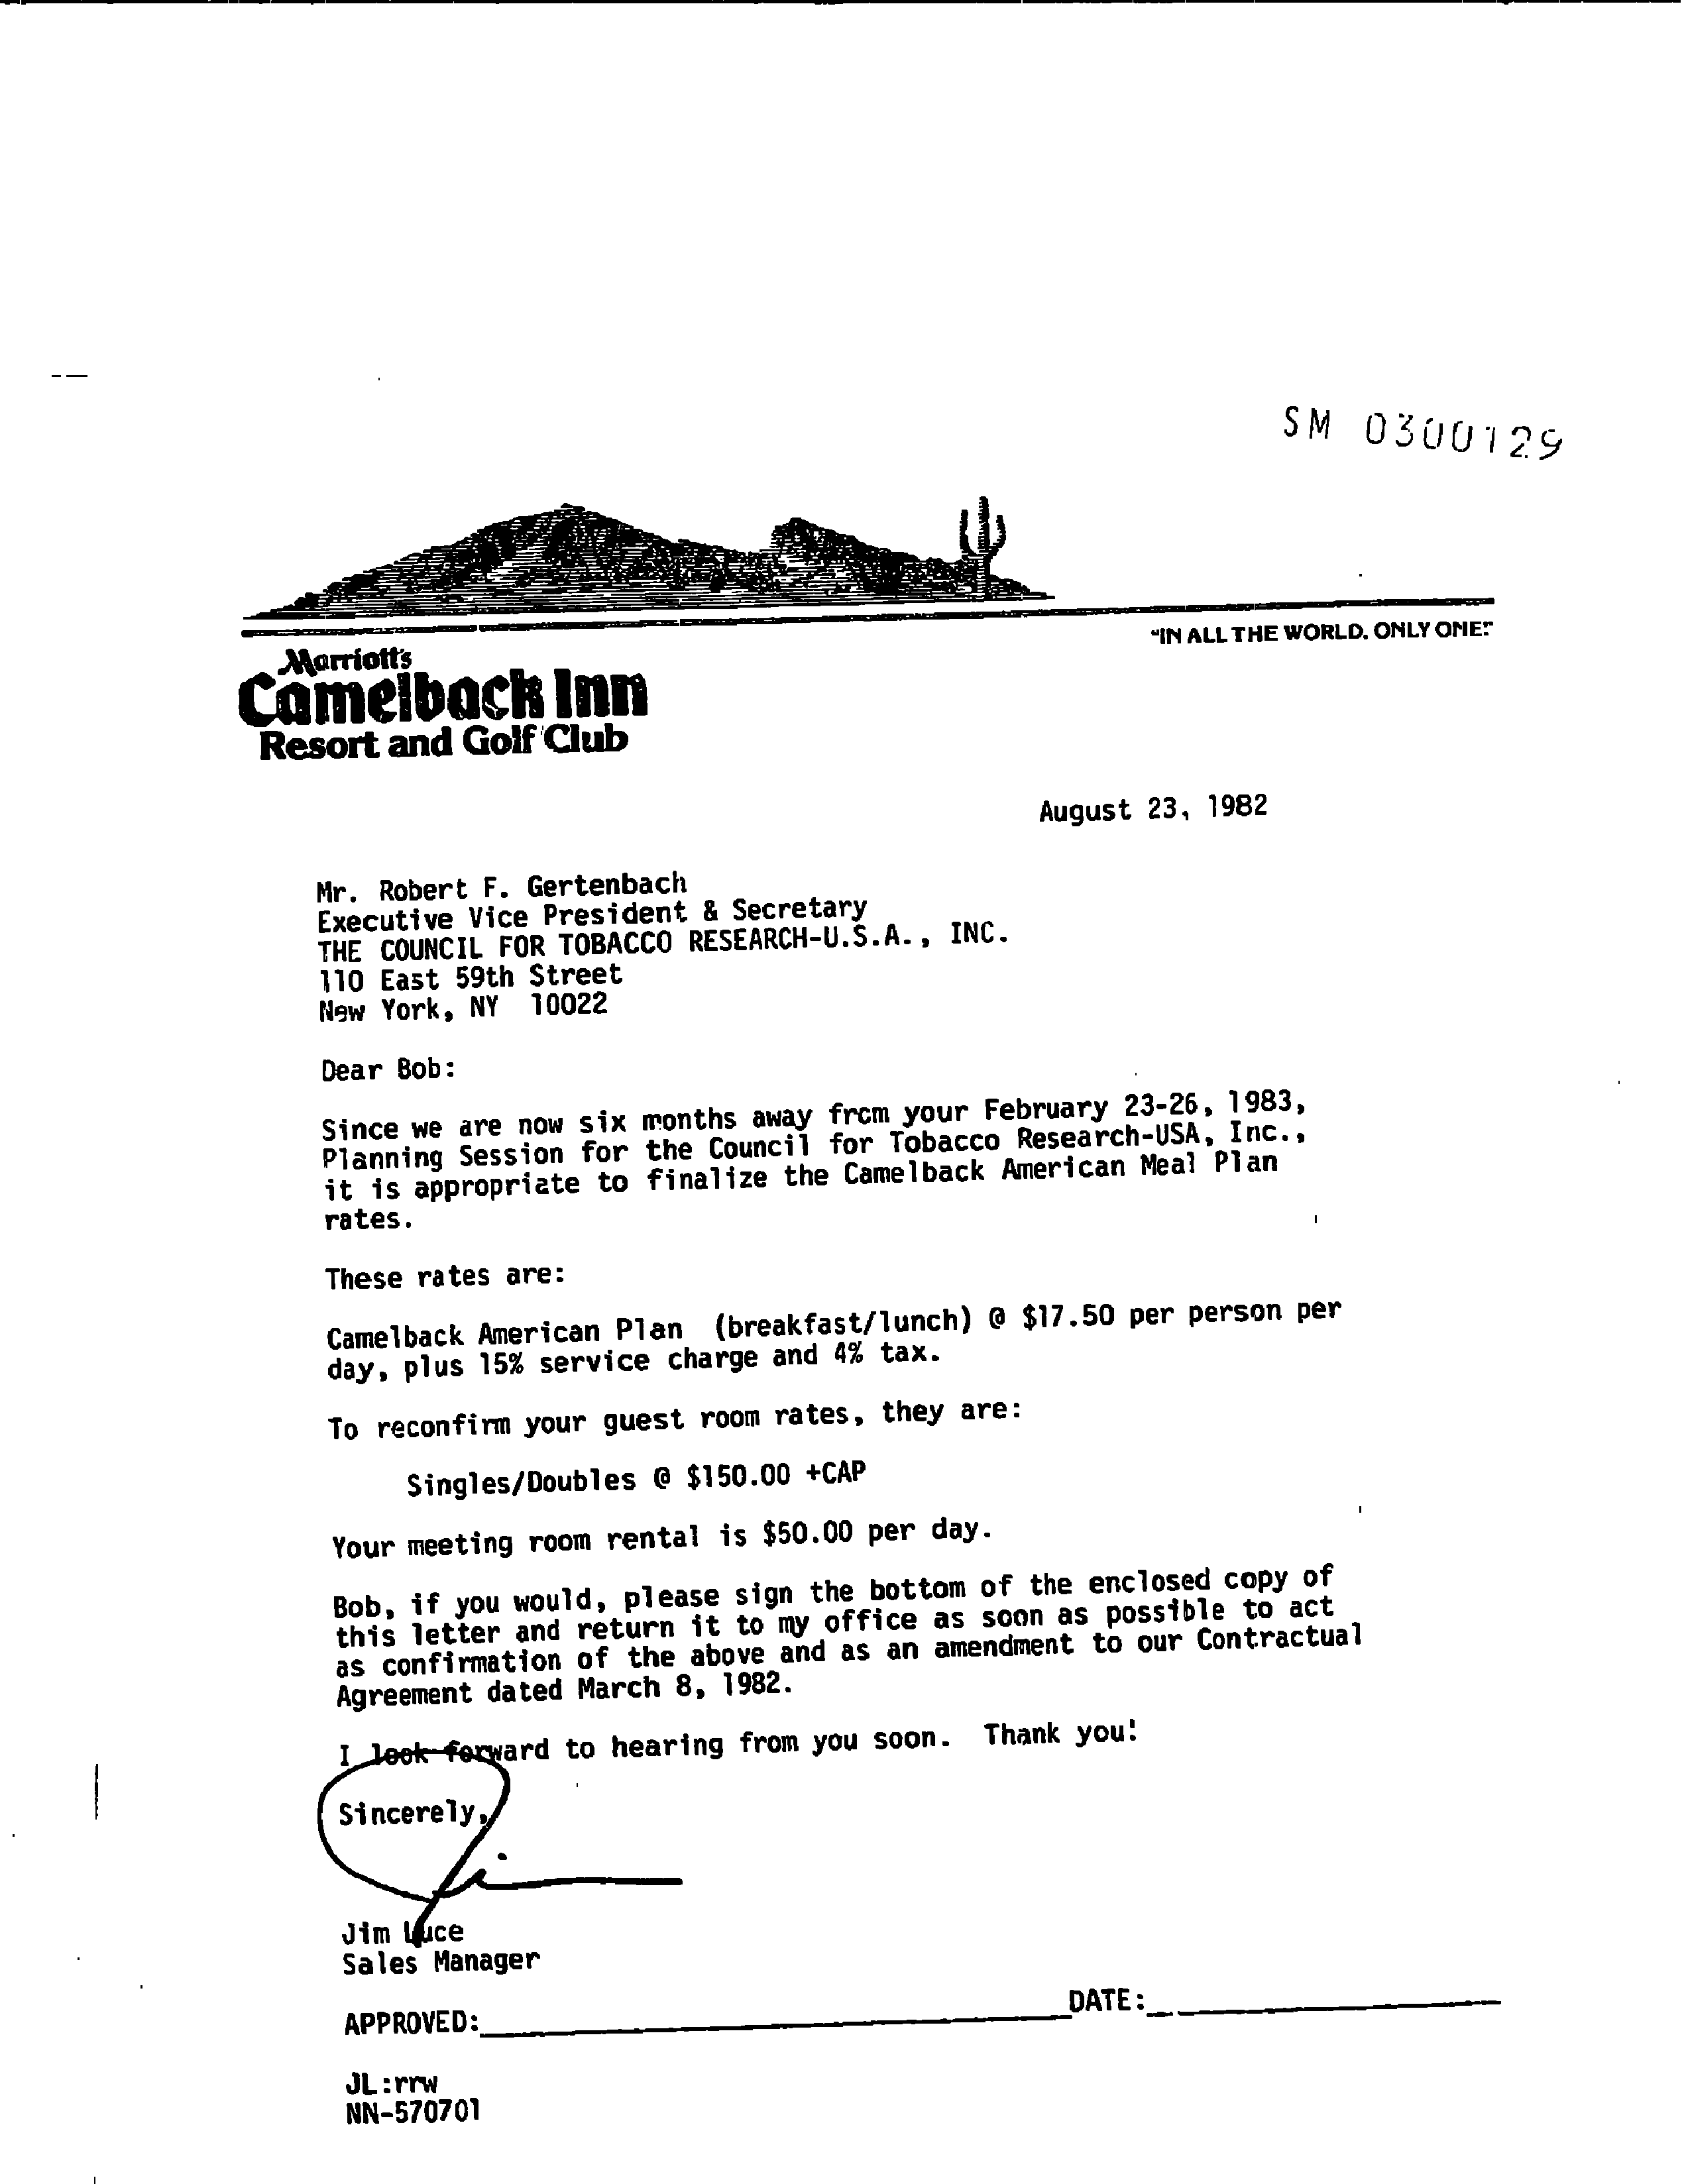 SM 0300129
"IN ALL THE WORLD. ONLY ONE."
Marriott's
Camelback Inn
Resort and Golf Club
August 23, 1982
Mr. Robert F. Gertenbach
Executive Vice President & Secretary
THE COUNCIL FOR TOBACCO RESEARCH-U.S.A., INC.
110 East 59th Street
New York, NY 10022
Dear Bob:
Since we are now six months away from your February 23-26, 1983,
Planning Session for the Council for Tobacco Research-USA, Inc.,
it is appropriate to finalize the Camelback American Meal Plan
rates.
These rates are:
Camelback American Plan (breakfast/lunch) @ $17.50 per person per
day, plus 15% service charge and 4% tax.
To reconfirm your guest room rates, they are:
Singles/Doubles @ $150.00 +CAP
Your meeting room rental is $50.00 per day.
Bob, if you would, please sign the bottom of the enclosed copy of
this letter and return it to my office as soon as possible to act
as confirmation of the above and as an amendment to our Contractual
Agreement dated March 8, 1982.
I look forward to hearing from you soon. Thank you!
Sincerely,
Jim
Jim Luce
Sales Manager
APPROVED: DATE:
JL:rrw
NN-570701